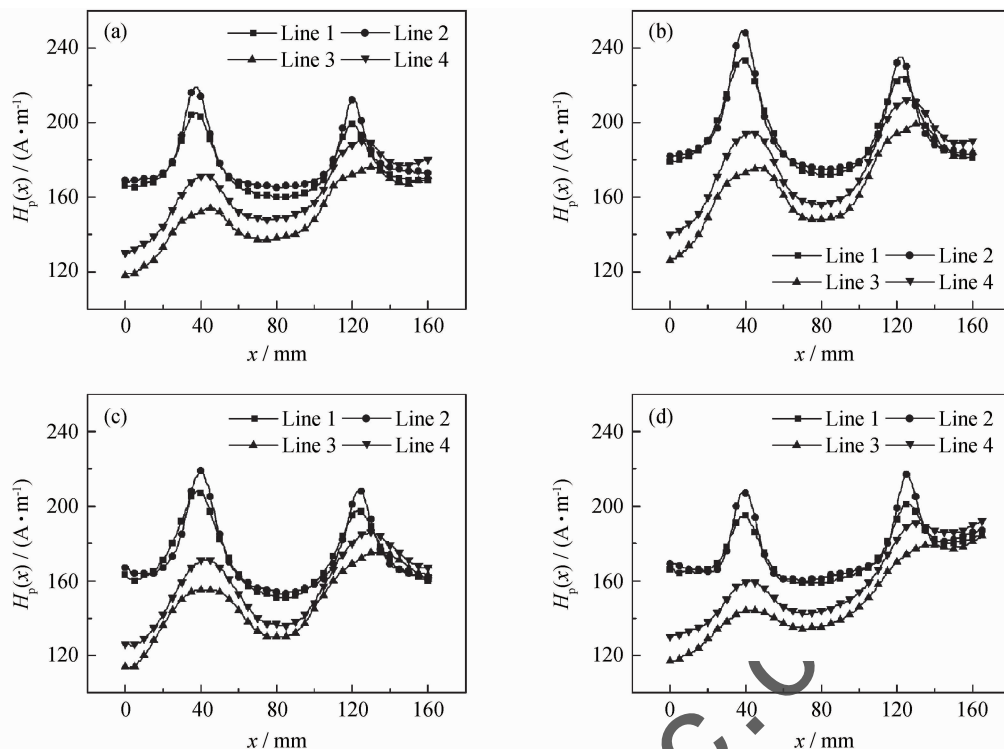 (a)
Line 1 Line 2
Line 3 Line 4
240
200
160
120
0 40 80 120 160
x / mm
Hp(x) / (A·m-1)
(b)
Line 1 Line 2
Line 3 Line 4
240
200
160
120
0 40 80 120 160
x / mm
Hp(x) / (A·m-1)
(c)
Line 1 Line 2
Line 3 Line 4
240
200
160
120
0 40 80 120 160
x / mm
Hp(x) / (A·m-1)
(d)
Line 1 Line 2
Line 3 Line 4
240
200
160
120
0 40 80 120 160
x / mm
Hp(x) / (A·m-1)